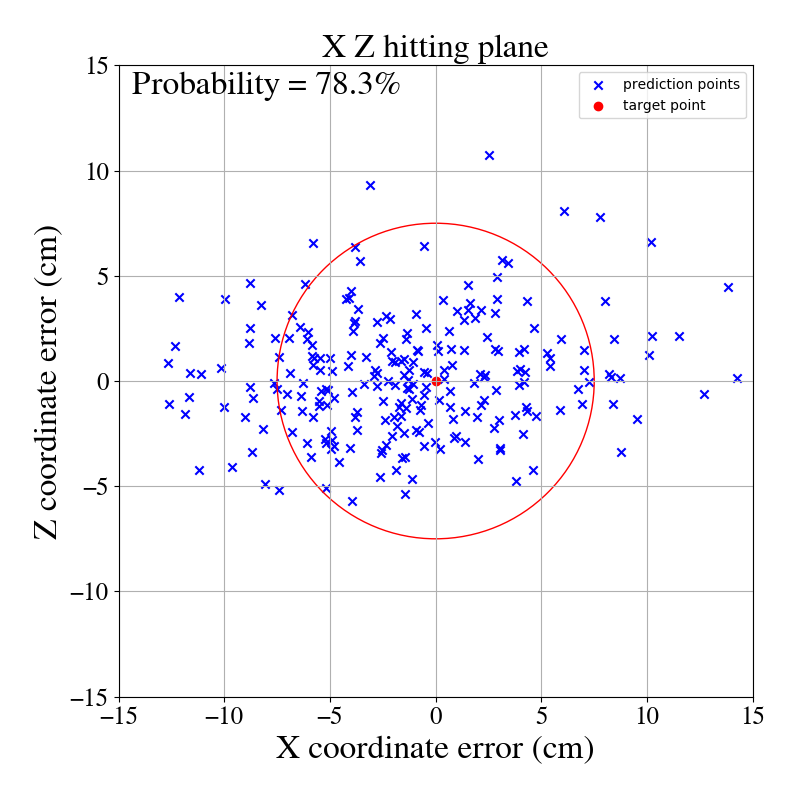 X Z hitting plane
Probability = 78.3%
prediction points
target point
15
10
5
0
−5
−10
−15
Z coordinate error (cm)
−15 −10 −5 0 5 10 15
X coordinate error (cm)